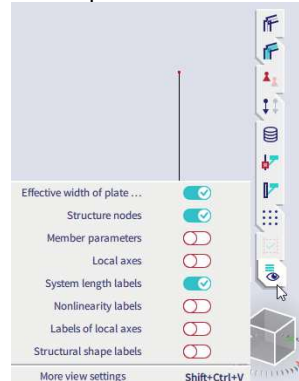 Effective width of plate ...
Structure nodes
Member parameters
Local axes
System length labels
Nonlinearity labels
Labels of local axes
Structural shape labels
More view settings Shift+Ctrl+V